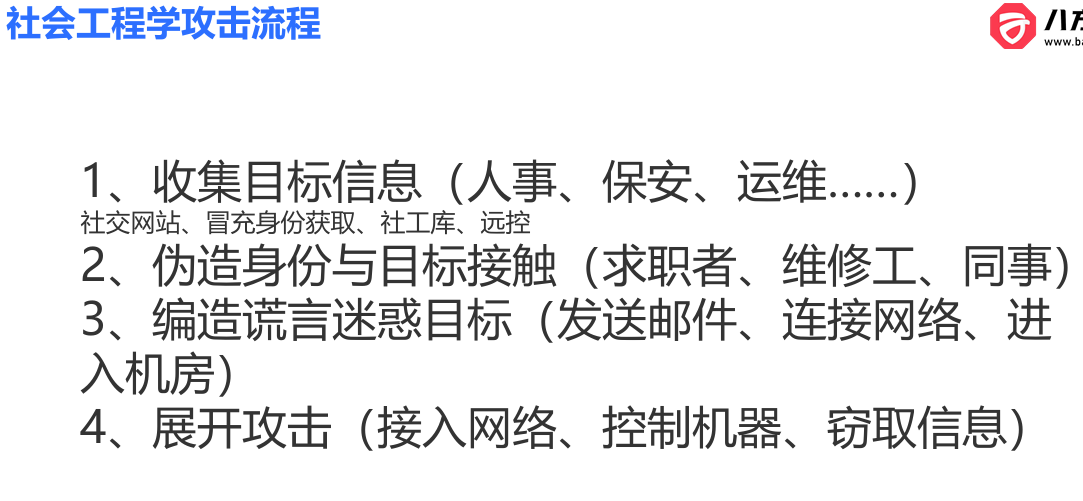 社会工程学攻击流程
八方
www.ba
1、收集目标信息（人事、保安、运维……）
社交网站、冒充身份获取、社工库、远控
2、伪造身份与目标接触（求职者、维修工、同事）
3、编造谎言迷惑目标（发送邮件、连接网络、进
入机房）
4、展开攻击（接入网络、控制机器、窃取信息）